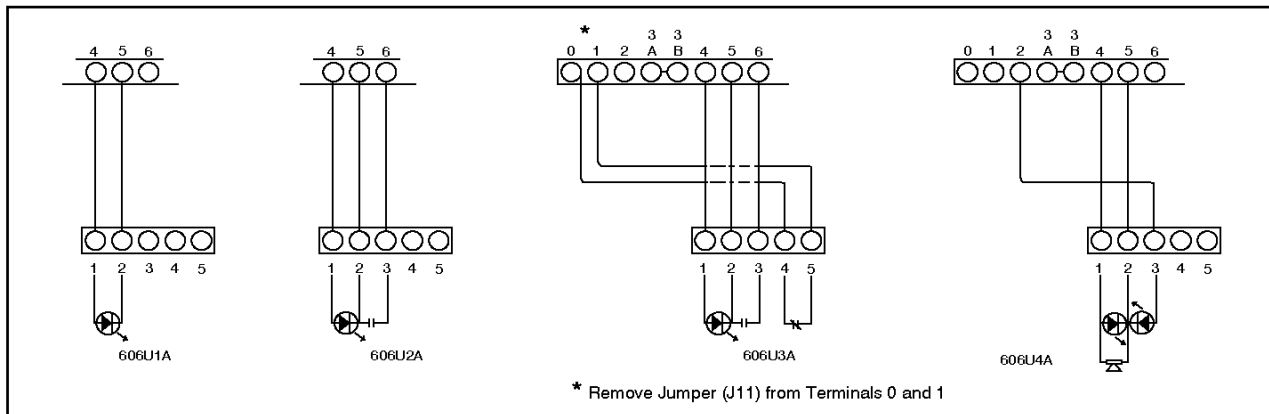 4 5 6
1 2 3 4 5
606U1A
4 5 6
1 2 3 4 5
606U2A
*
3 3
0 1 2 A B 4 5 6
1 2 3 4 5
606U3A
3 3
0 1 2 A B 4 5 6
1 2 3 4 5
606U4A
* Remove Jumper (J11) from Terminals 0 and 1